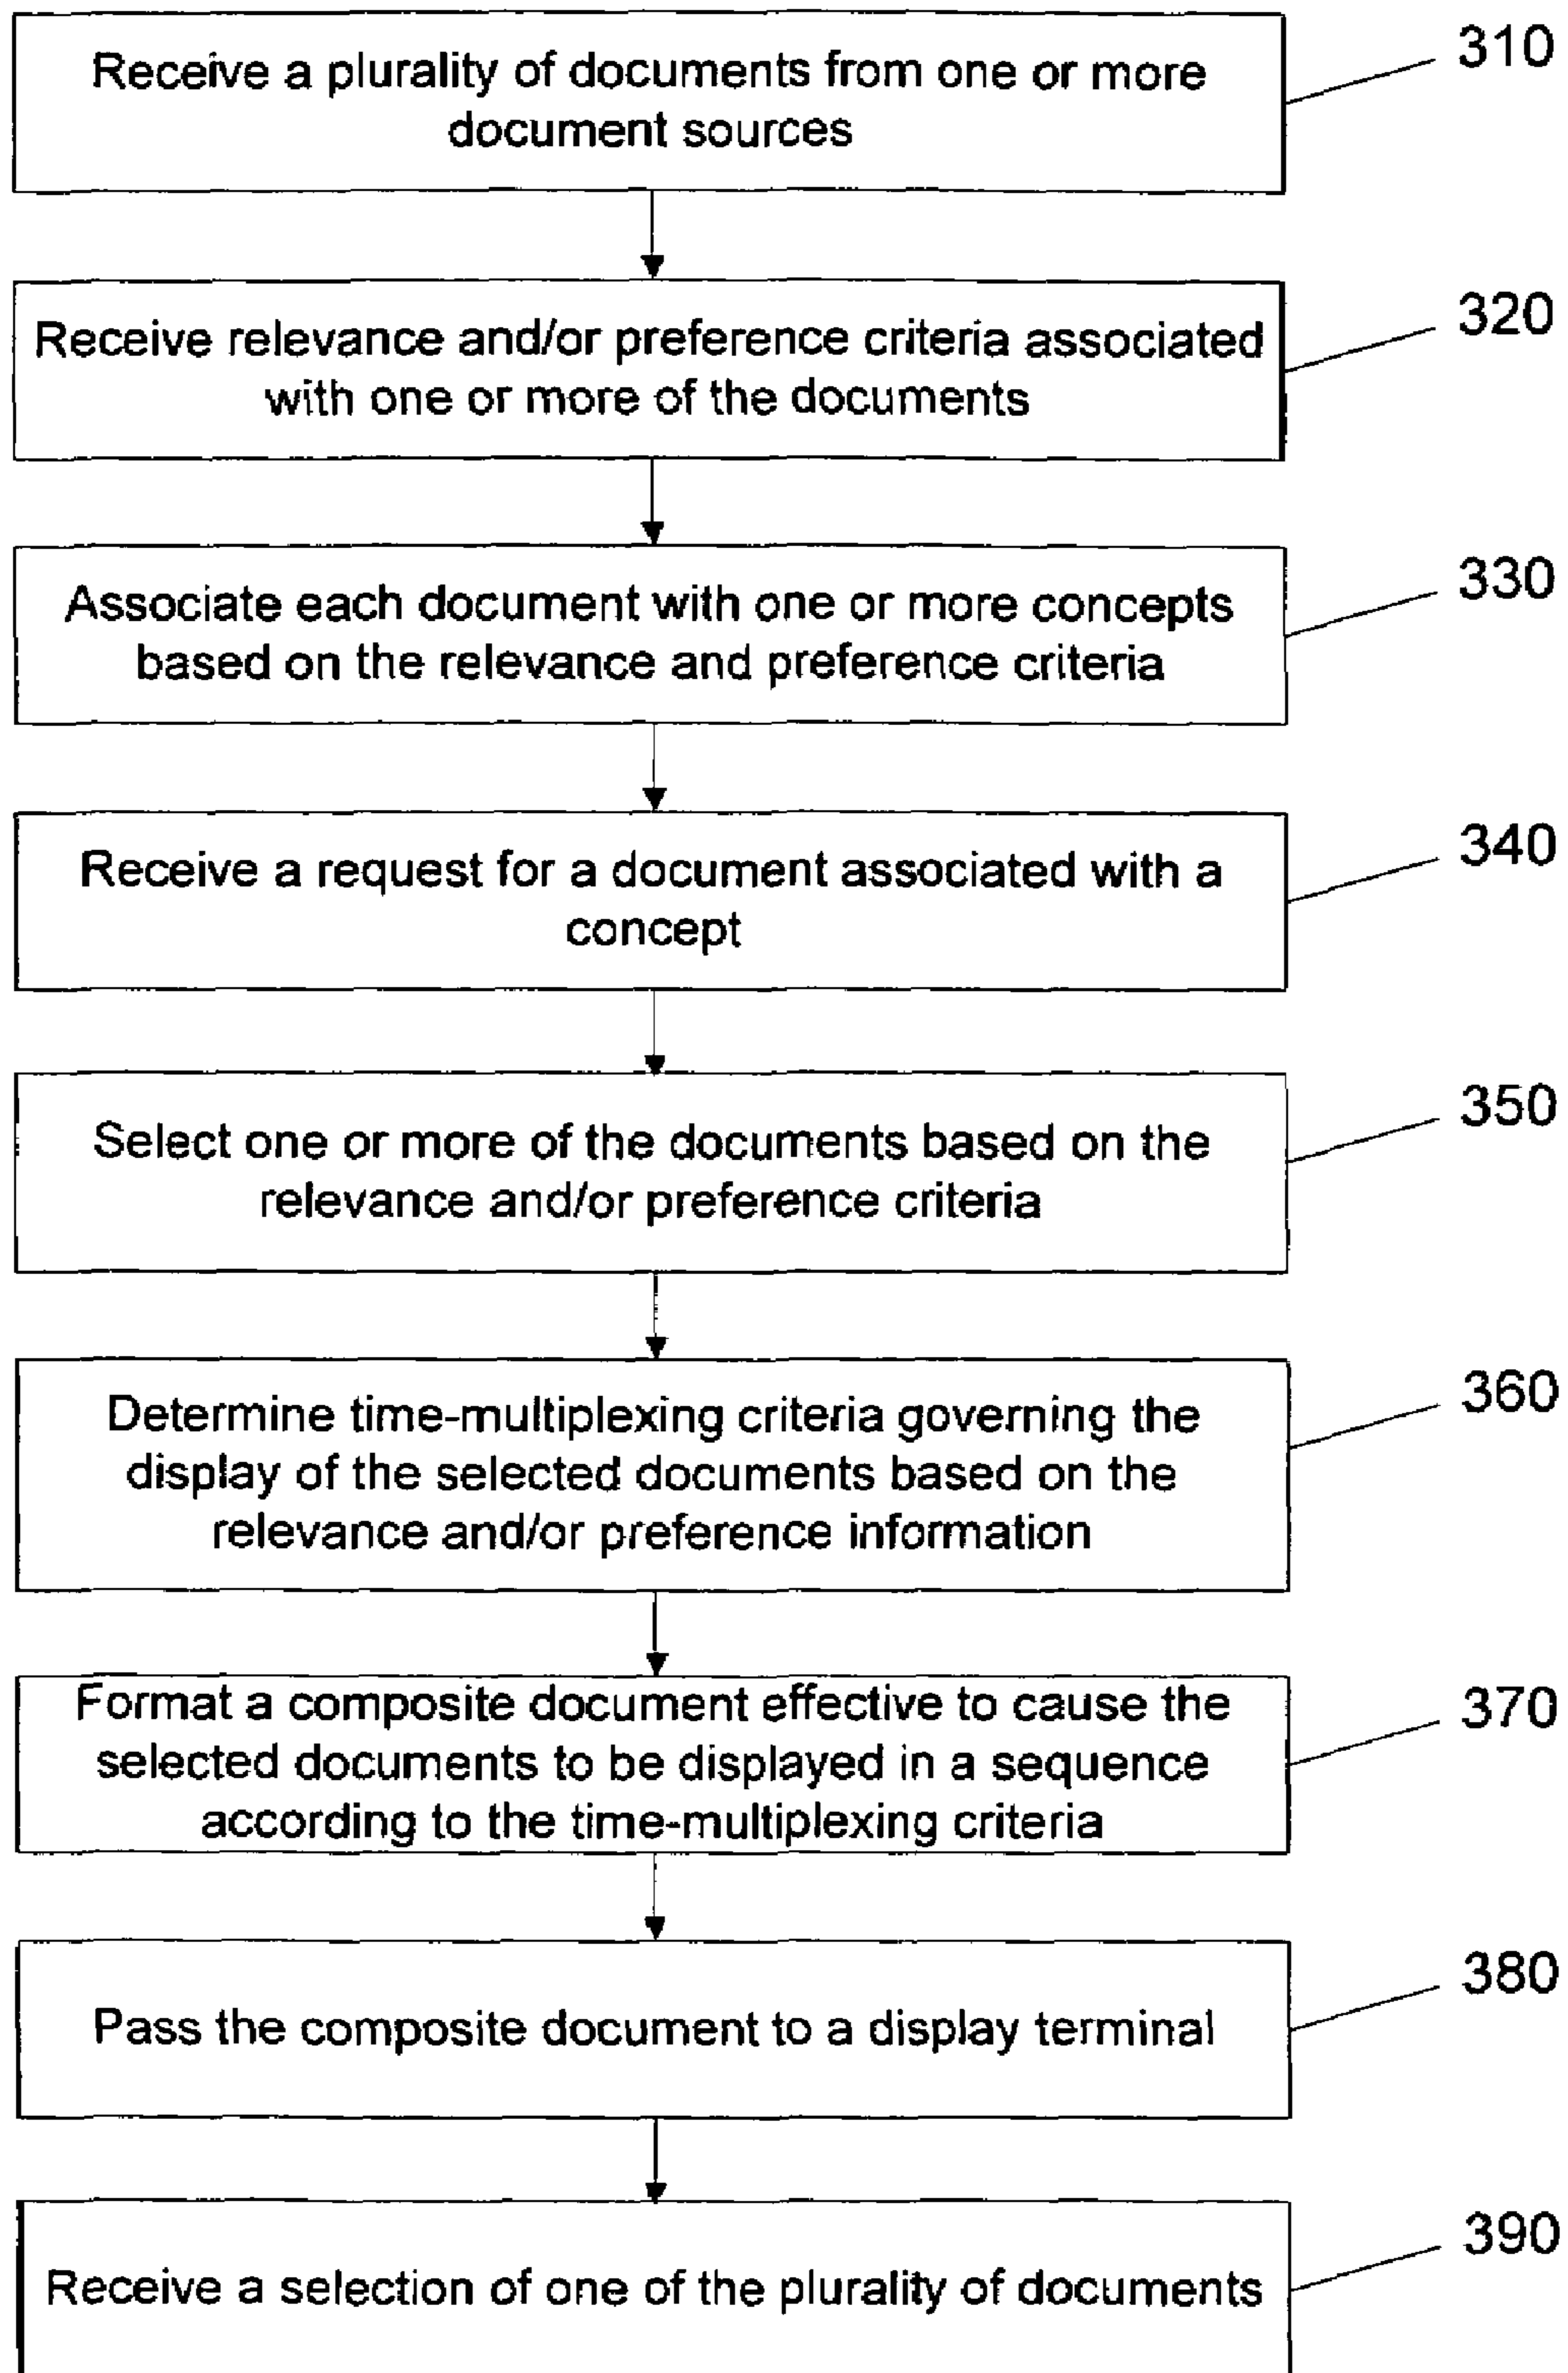 Receive a plurality of documents from one or more
document sources
310
Receive relevance and/or preference criteria associated
with one or more of the documents
320
Associate each document with one or more concepts
based on the relevance and preference criteria
330
Receive a request for a document associated with a
concept
340
Select one or more of the documents based on the
relevance and/or preference criteria
350
Determine time-multiplexing criteria governing the
display of the selected documents based on the
relevance and/or preference information
360
Format a composite document effective to cause the
selected documents to be displayed in a sequence
according to the time-multiplexing criteria
370
Pass the composite document to a display terminal
380
Receive a selection of one of the plurality of documents
390